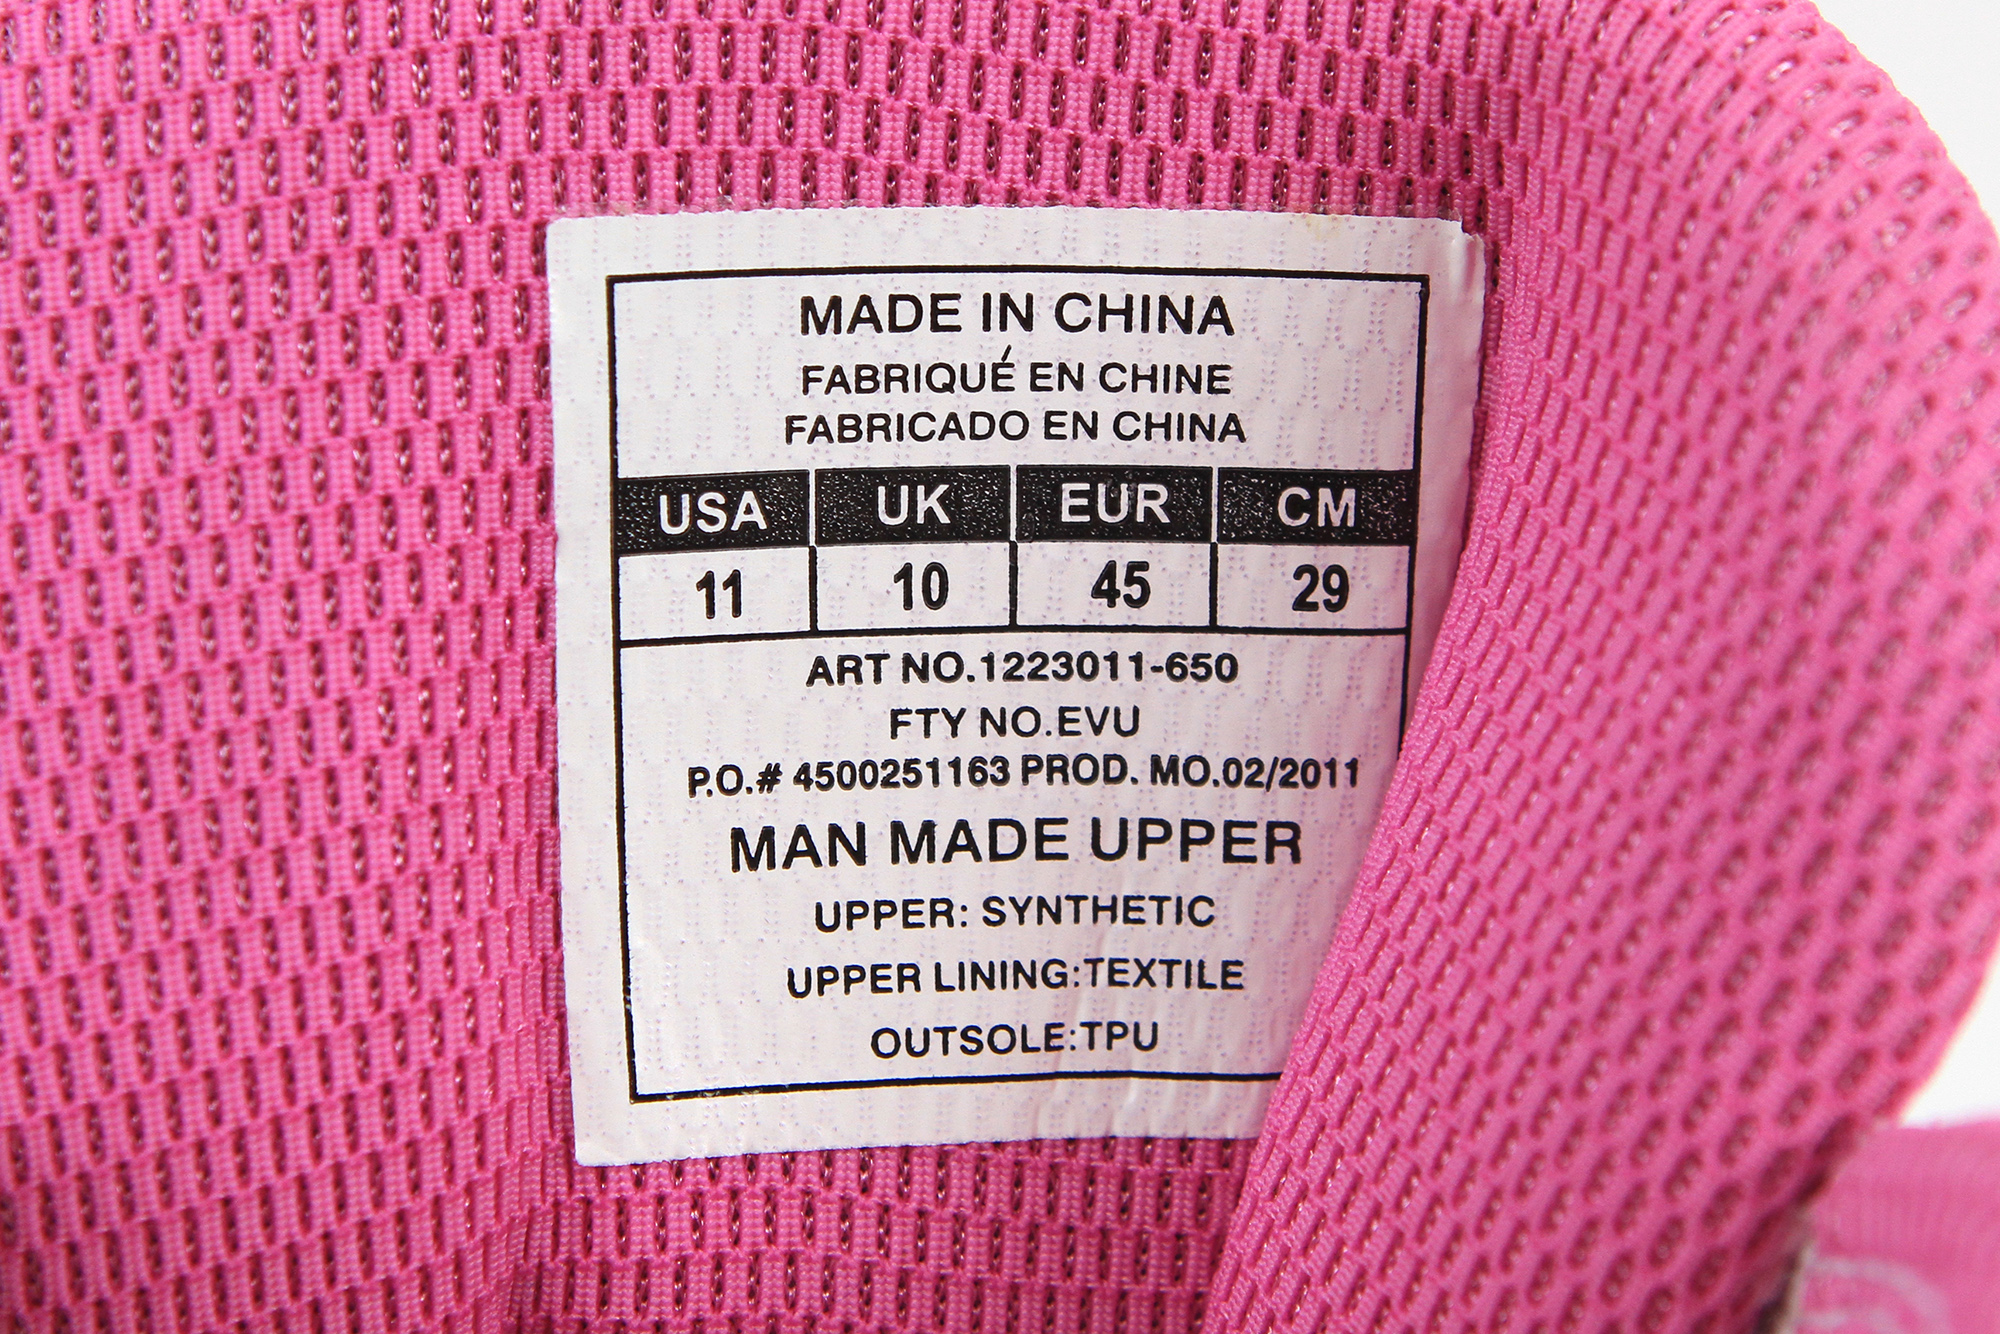 MADE IN CHINA
FABRIQUÉ EN CHINE
FABRICADO EN CHINA
USA UK EUR CM
11 10 45 29
ART NO.1223011-650
FTY NO.EVU
P.O.# 4500251163 PROD. MO.02/2011
MAN MADE UPPER
UPPER: SYNTHETIC
UPPER LINING:TEXTILE
OUTSOLE:TPU